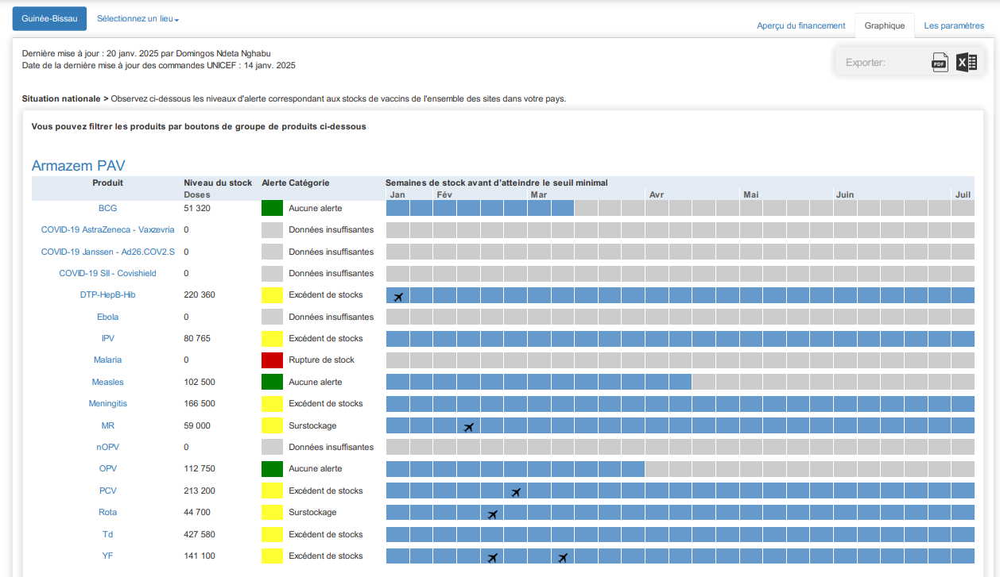 Guinée-Bissau Sélectionnez un lieu
Aperçu du financement Graphique Les paramètres
Dernière mise à jour : 20 janv. 2025 par Domingos Ndeta Nghabu
Date de la dernière mise à jour des commandes UNICEF : 14 janv. 2025
Exporter: PDF X
Situation nationale > Observez ci-dessous les niveaux d'alerte correspondant aux stocks de vaccins de l'ensemble des sites dans votre pays.
Vous pouvez filtrer les produits par boutons de groupe de produits ci-dessous
Armazem PAV
Produit Niveau du stock Alerte Catégorie Semaines de stock avant d'atteindre le seuil minimal
Doses Jan Fév Mar Avr Mai Juin Juil
BCG 51 320 Aucune alerte
COVID-19 AstraZeneca - Vaxzevria 0 Données insuffisantes
COVID-19 Janssen - Ad26.COV2.S 0 Données insuffisantes
COVID-19 SII - Covishield 0 Données insuffisantes
DTP-HepB-Hib 220 360 Excédent de stocks
Ebola 0 Données insuffisantes
IPV 80 765 Excédent de stocks
Malaria 0 Rupture de stock
Measles 102 500 Aucune alerte
Meningitis 166 500 Excédent de stocks
MR 59 000 Surstockage
nOPV 0 Données insuffisantes
OPV 112 750 Aucune alerte
PCV 213 200 Excédent de stocks
Rota 44 700 Surstockage
Td 427 580 Excédent de stocks
YF 141 100 Excédent de stocks